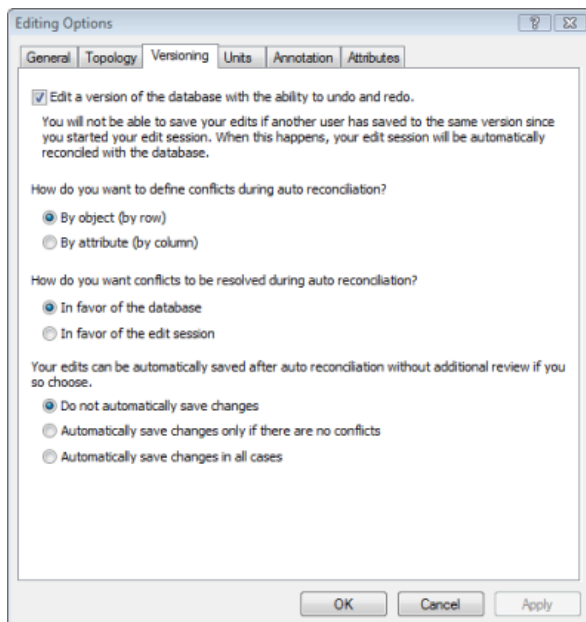 Editing Options
General Topology Versioning Units Annotation Attributes
Edit a version of the database with the ability to undo and redo.
You will not be able to save your edits if another user has saved to the same version since
you started your edit session. When this happens, your edit session will be automatically
reconciled with the database.
How do you want to define conflicts during auto reconciliation?
By object (by row)
By attribute (by column)
How do you want conflicts to be resolved during auto reconciliation?
In favor of the database
In favor of the edit session
Your edits can be automatically saved after auto reconciliation without additional review if you
so choose.
Do not automatically save changes
Automatically save changes only if there are no conflicts
Automatically save changes in all cases
OK Cancel Apply